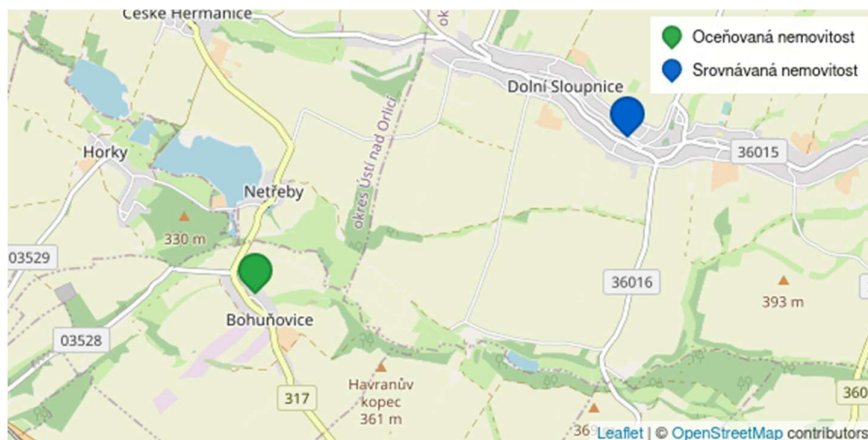 České Heřmanice
Oceňovaná nemovitost
Srovnávaná nemovitost
Dolní Sloupnice
okres Ústí nad Orlicí
36015
Horky
Netřeby
330 m
03529
36016
393 m
Bohuňovice
03528
317
Havranův
kopec
361 m
Leaflet | © OpenStreetMap contributors